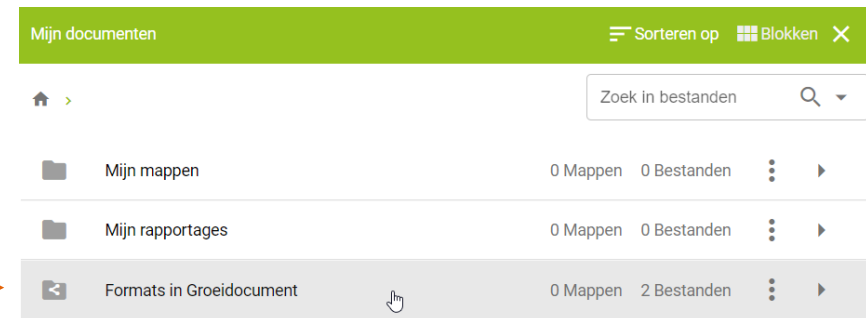 Mijn documenten Sorteren op Blokken
Zoek in bestanden
Mijn mappen 0 Mappen 0 Bestanden
Mijn rapportages 0 Mappen 0 Bestanden
Formats in Groeidocument 0 Mappen 2 Bestanden